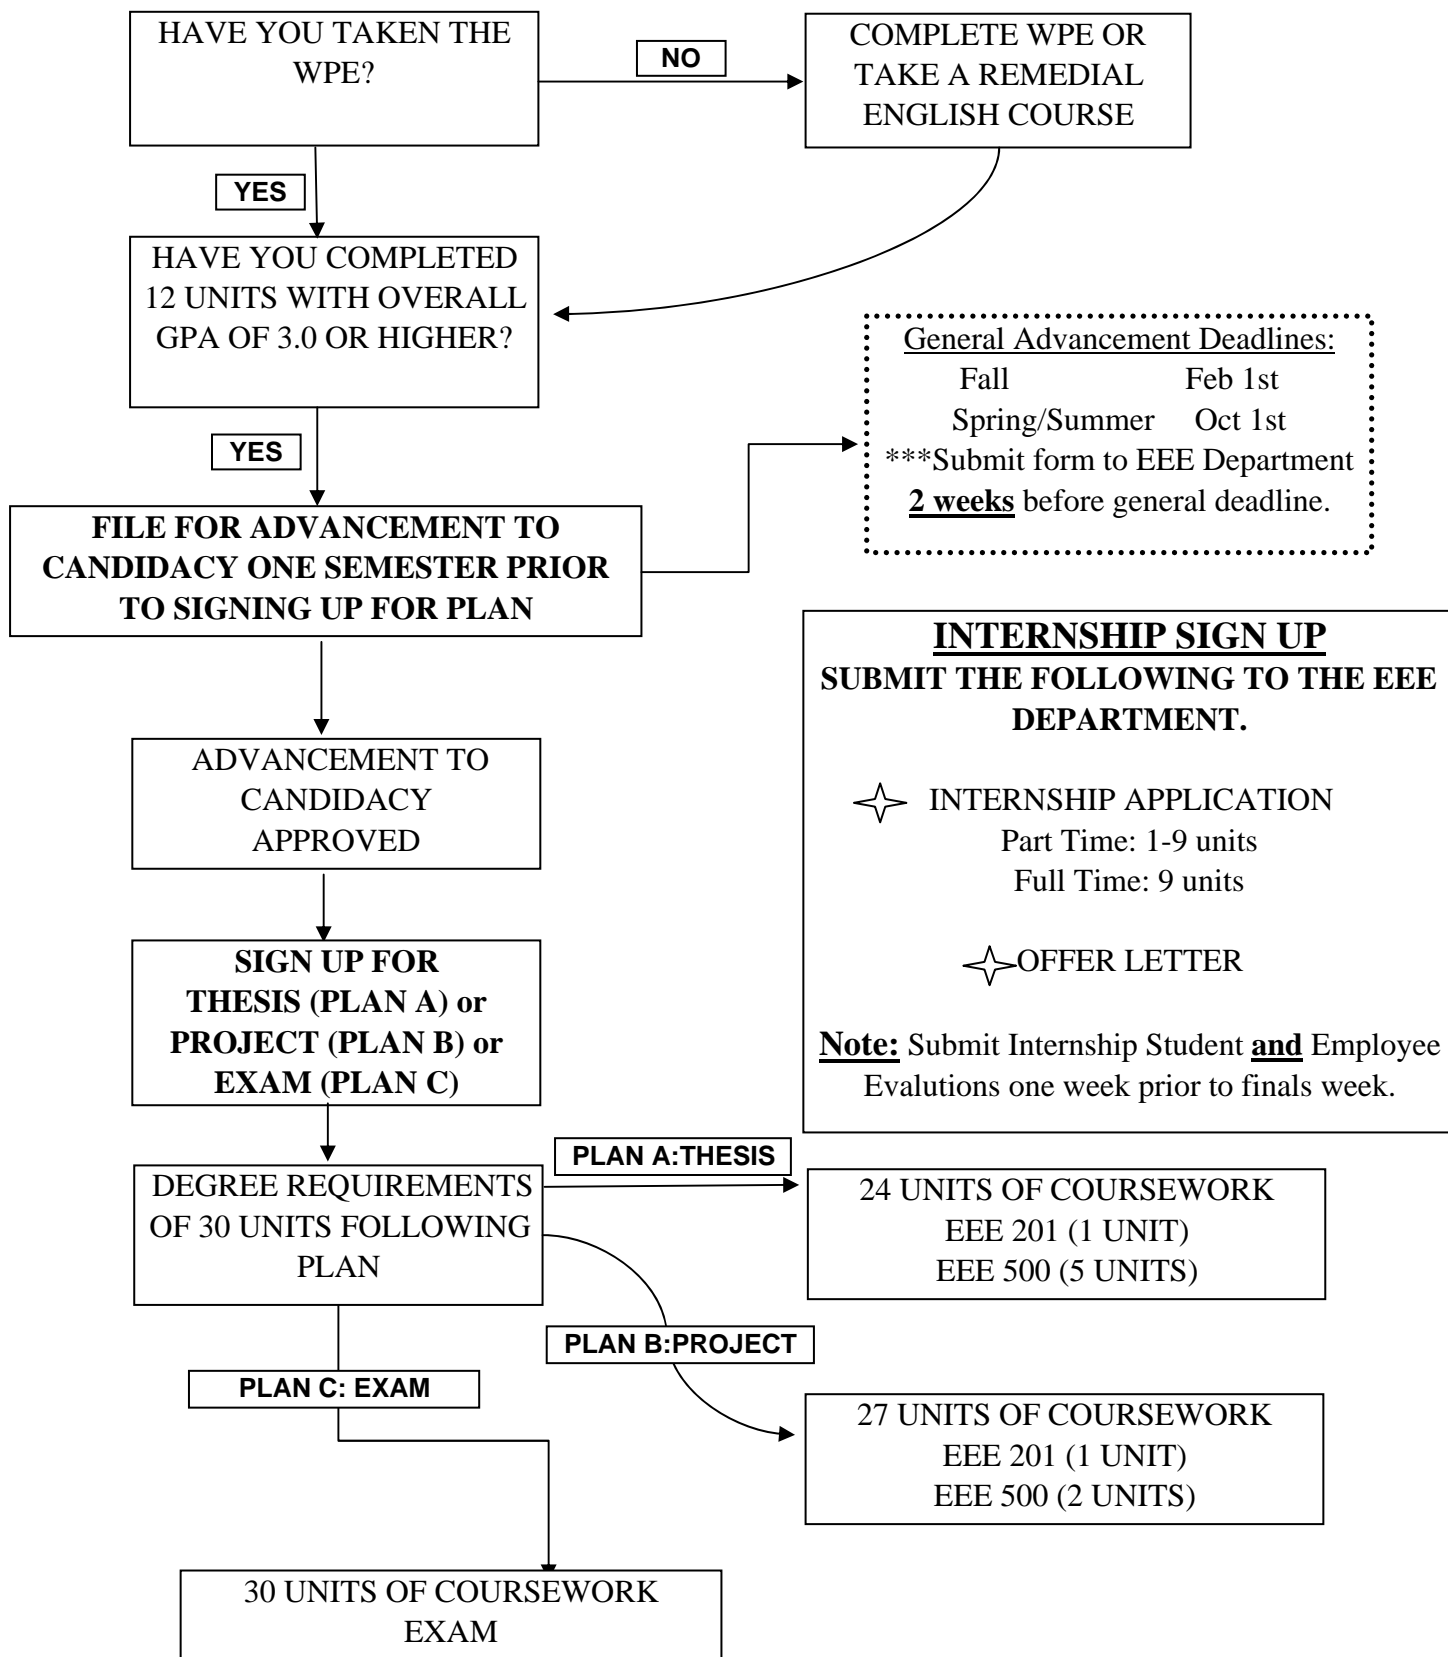 HAVE YOU TAKEN THE
WPE?
NO
COMPLETE WPE OR
TAKE A REMEDIAL
ENGLISH COURSE
YES
HAVE YOU COMPLETED
12 UNITS WITH OVERALL
GPA OF 3.0 OR HIGHER?
General Advancement Deadlines:
Fall Feb 1st
Spring/Summer Oct 1st
***Submit form to EEE Department
2 weeks before general deadline.
YES
FILE FOR ADVANCEMENT TO
CANDIDACY ONE SEMESTER PRIOR
TO SIGNING UP FOR PLAN
INTERNSHIP SIGN UP
SUBMIT THE FOLLOWING TO THE EEE
DEPARTMENT.
INTERNSHIP APPLICATION
Part Time: 1-9 units
Full Time: 9 units
OFFER LETTER
Note: Submit Internship Student and Employee
Evalutions one week prior to finals week.
ADVANCEMENT TO
CANDIDACY
APPROVED
SIGN UP FOR
THESIS (PLAN A) or
PROJECT (PLAN B) or
EXAM (PLAN C)
PLAN A:THESIS
DEGREE REQUIREMENTS
OF 30 UNITS FOLLOWING
PLAN
24 UNITS OF COURSEWORK
EEE 201 (1 UNIT)
EEE 500 (5 UNITS)
PLAN B:PROJECT
PLAN C: EXAM
27 UNITS OF COURSEWORK
EEE 201 (1 UNIT)
EEE 500 (2 UNITS)
30 UNITS OF COURSEWORK
EXAM